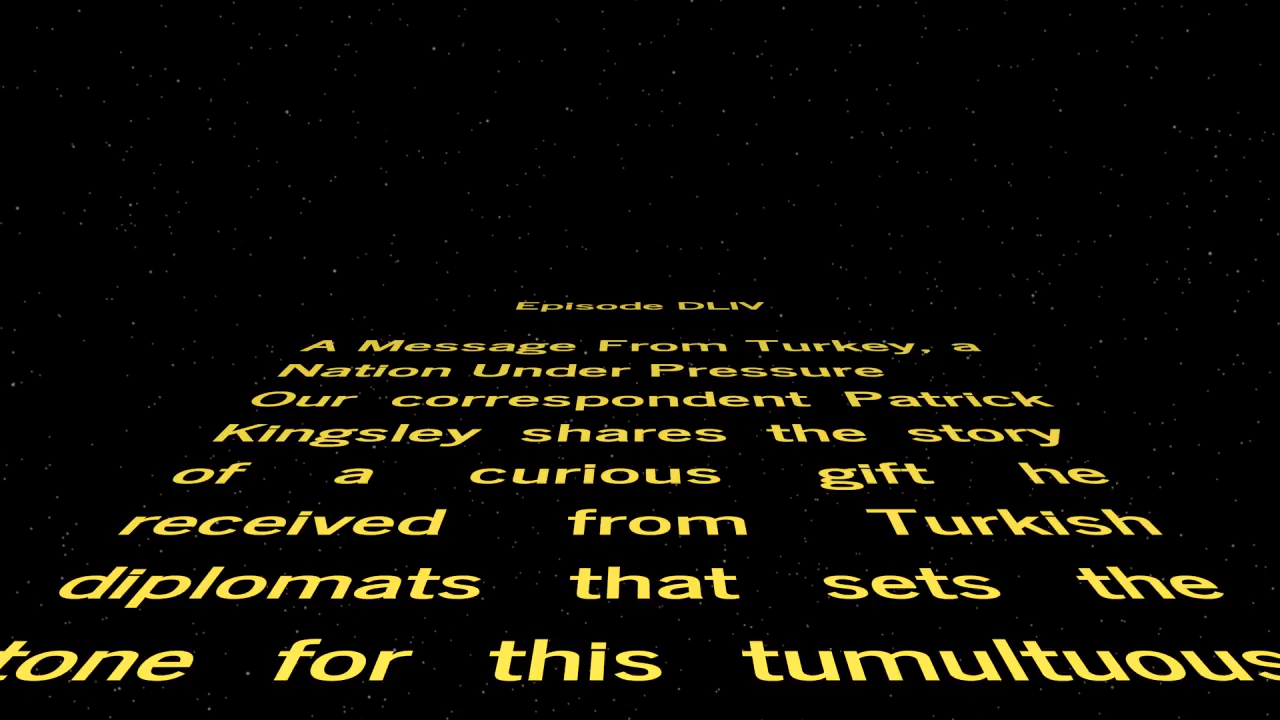 Episode DLIV
A Message From Turkey, a
Nation Under Pressure
Our correspondent Patrick
Kingsley shares the story
of a curious gift he
received from Turkish
diplomats that sets the
tone for this tumultuous